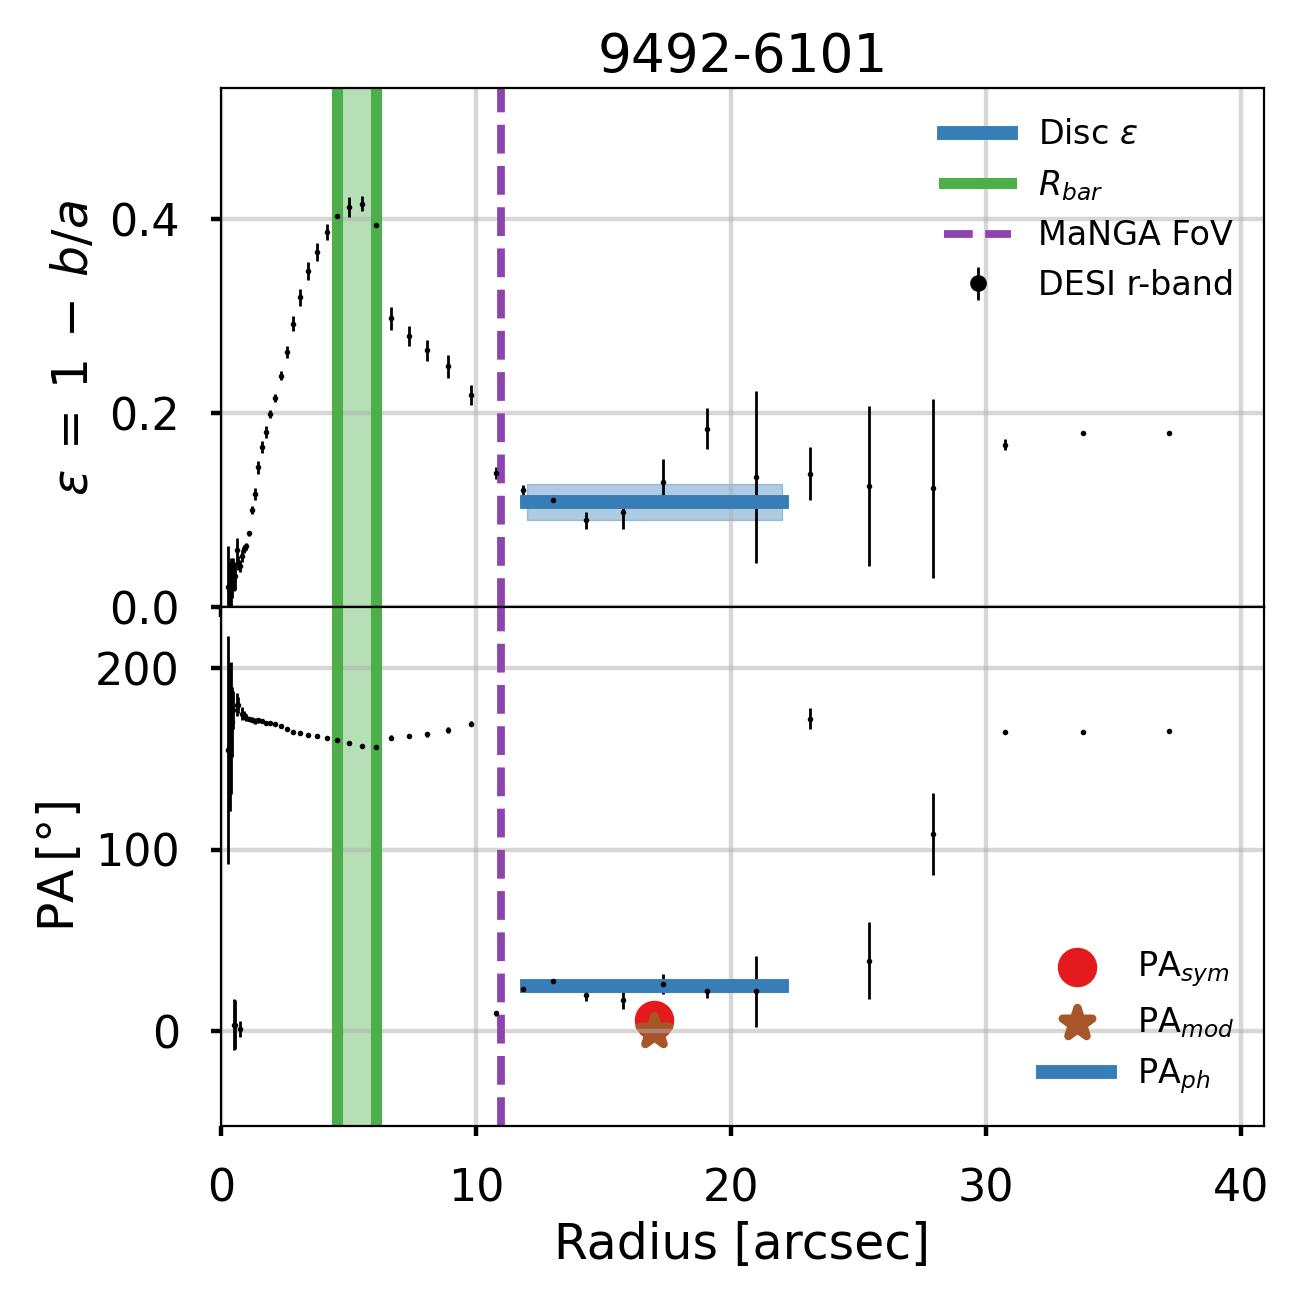 9492-6101
Disc ε
R_bar
MaNGA FoV
DESI r-band
ε = 1 − b/a
0.4
0.2
0.0
200
100
0
PA [°]
PA_sym
PA_mod
PA_ph
0 10 20 30 40
Radius [arcsec]